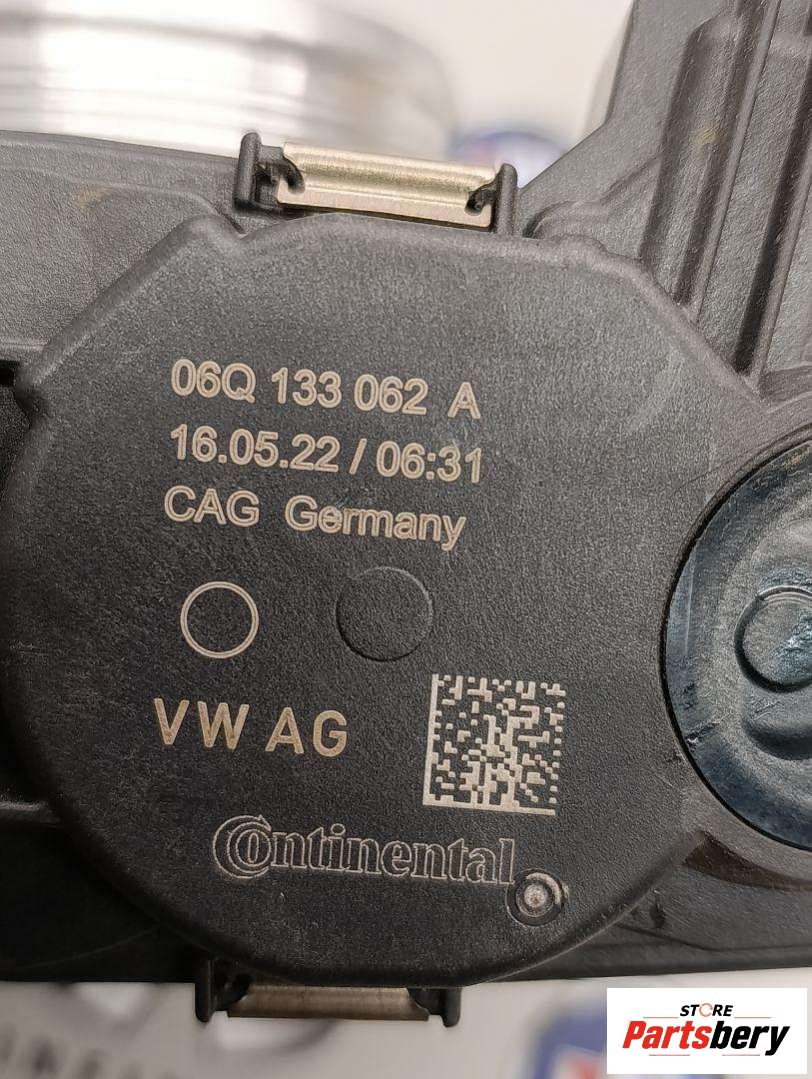 06Q 133 062 A
16.05.22 / 06:31
CAG Germany
VW AG
Continental
STORE
Partsbery